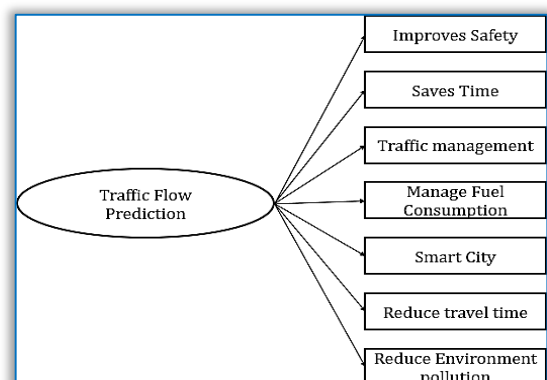 Improves Safety
Saves Time
Traffic management
Traffic Flow
Prediction
Manage Fuel
Consumption
Smart City
Reduce travel time
Reduce Environment
pollution